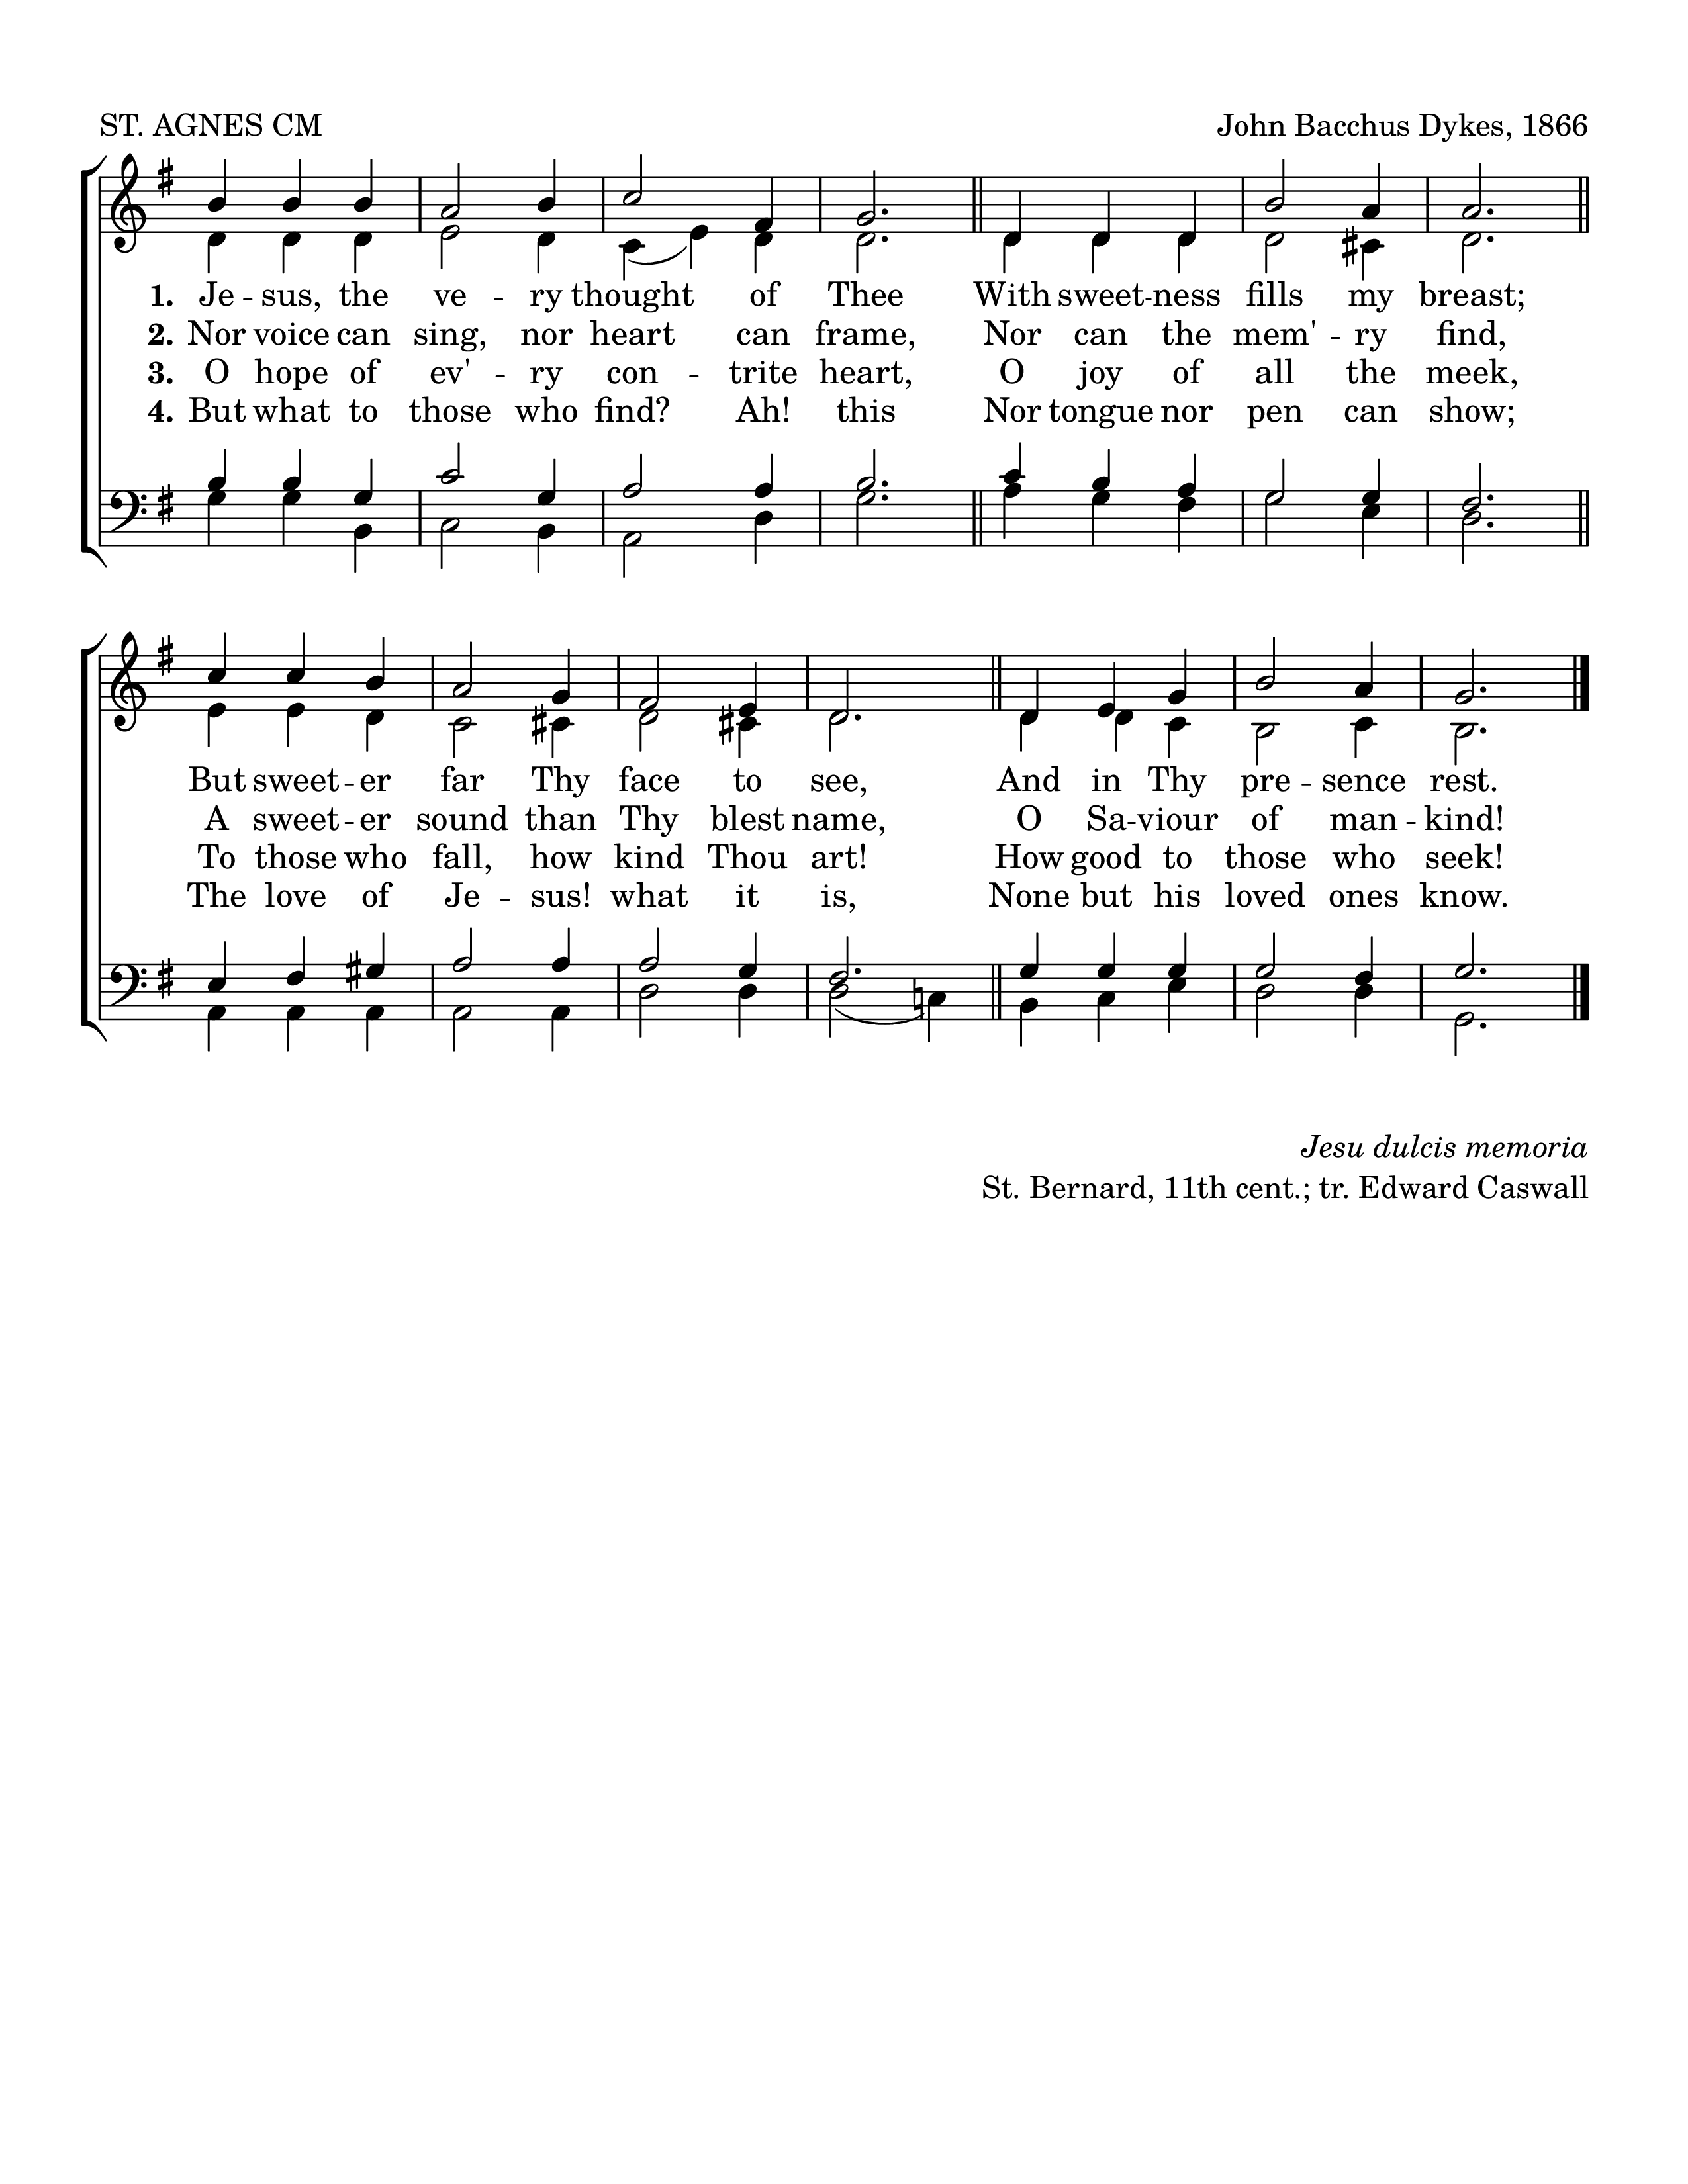 ST. AGNES CM John Bacchus Dykes, 1866
1. Je -- sus, the ve -- ry thought of Thee With sweet -- ness fills my breast;
2. Nor voice can sing, nor heart can frame, Nor can the mem' -- ry find,
3. O hope of ev' -- ry con -- trite heart, O joy of all the meek,
4. But what to those who find? Ah! this Nor tongue nor pen can show;
But sweet -- er far Thy face to see, And in Thy pre -- sence rest.
A sweet -- er sound than Thy blest name, O Sa -- viour of man -- kind!
To those who fall, how kind Thou art! How good to those who seek!
The love of Je -- sus! what it is, None but his loved ones know.
Jesu dulcis memoria
St. Bernard, 11th cent.; tr. Edward Caswall